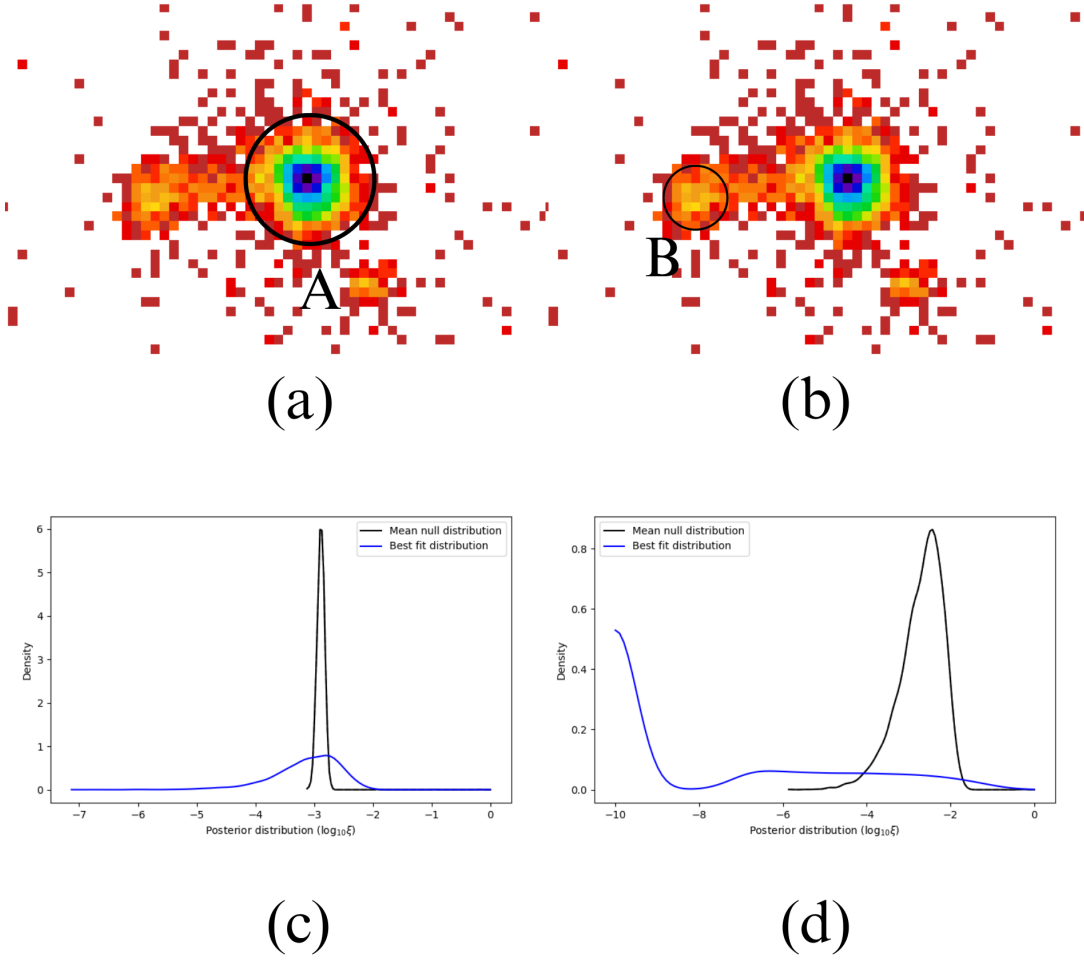 A
B
(a)
(b)
Mean null distribution
Best fit distribution
6
5
4
3
2
1
0
Density
−7
−6
−5
−4
−3
−2
−1
0
Posterior distribution (log₁₀ξ)
Mean null distribution
Best fit distribution
0.8
0.6
0.4
0.2
0.0
Density
−10
−8
−6
−4
−2
0
Posterior distribution (log₁₀ξ)
(c)
(d)